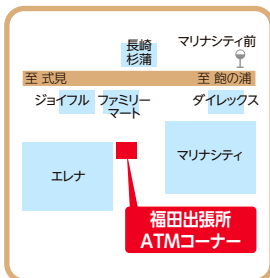 長崎
杉蒲
マリナシティ前
至 式見
至 飽の浦
ジョイフル
ファミリー
マート
ダイレックス
エレナ
マリナシティ
福田出張所
ATMコーナー